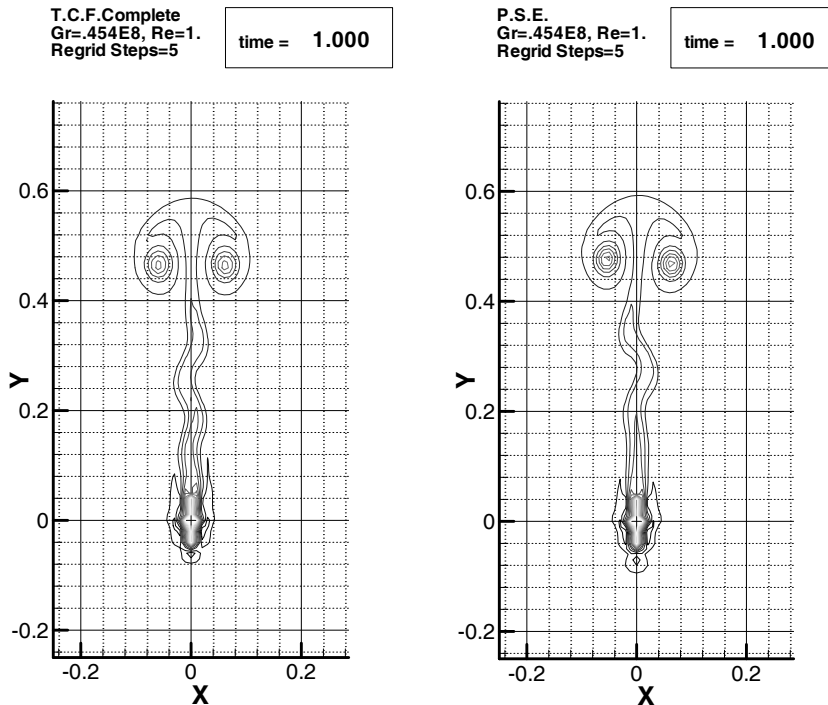 T.C.F.Complete
Gr=.454E8, Re=1.
Regrid Steps=5
time = 1.000
0.6
0.4
0.2
0
-0.2
Y
-0.2
0
0.2
X
P.S.E.
Gr=.454E8, Re=1.
Regrid Steps=5
time = 1.000
0.6
0.4
0.2
0
-0.2
Y
-0.2
0
0.2
X